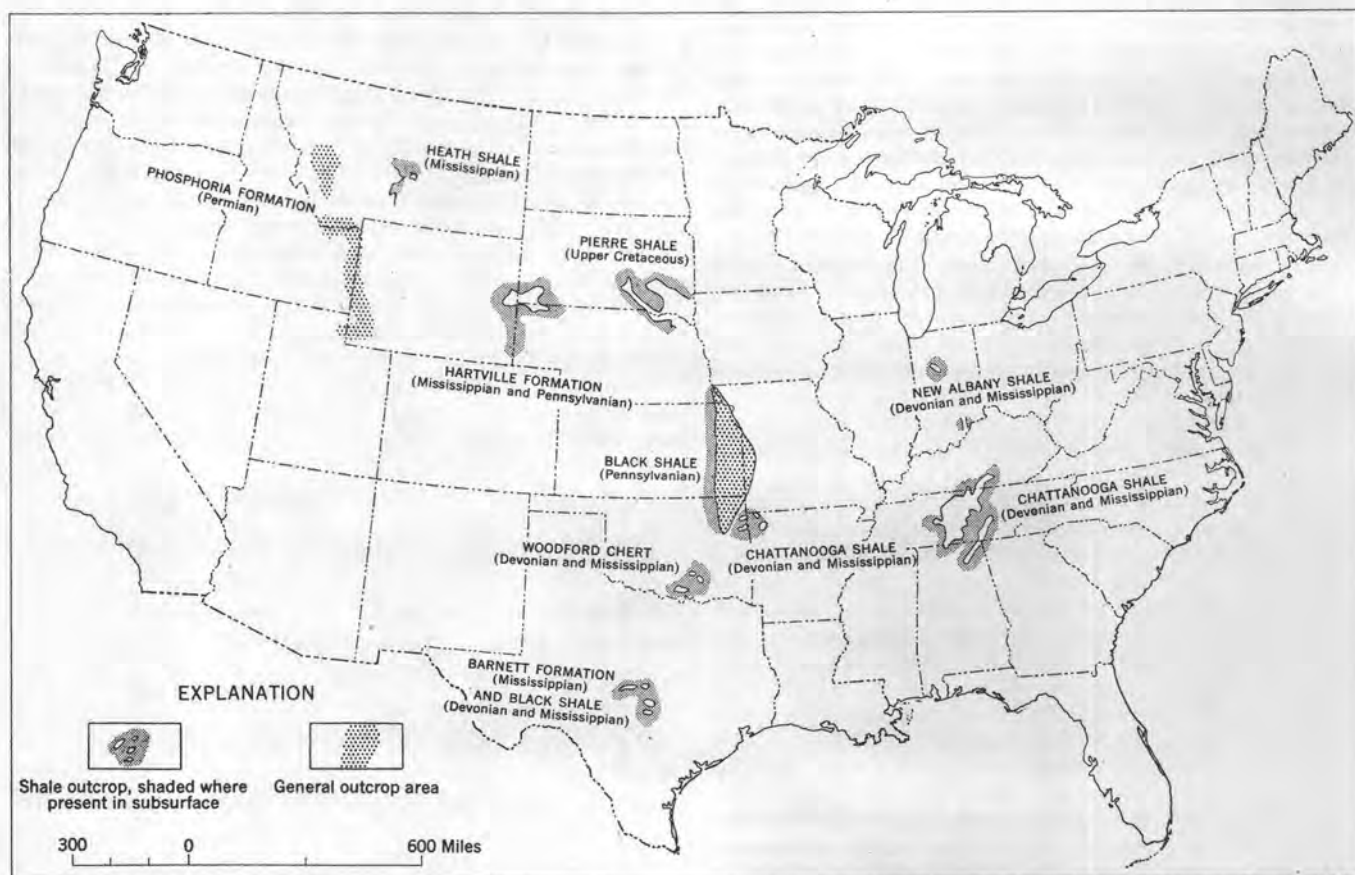 HEATH SHALE
(Mississippian)
PHOSPHORIA FORMATION
(Permian)
PIERRE SHALE
(Upper Cretaceous)
HARTVILLE FORMATION
(Mississippian and Pennsylvanian)
NEW ALBANY SHALE
(Devonian and Mississippian)
BLACK SHALE
(Pennsylvanian)
CHATTANOOGA SHALE
(Devonian and Mississippian)
WOODFORD CHERT
(Devonian and Mississippian)
CHATTANOOGA SHALE
(Devonian and Mississippian)
BARNETT FORMATION
(Mississippian)
AND BLACK SHALE
(Devonian and Mississippian)
EXPLANATION
Shale outcrop, shaded where
present in subsurface
General outcrop area
300 0 600 Miles